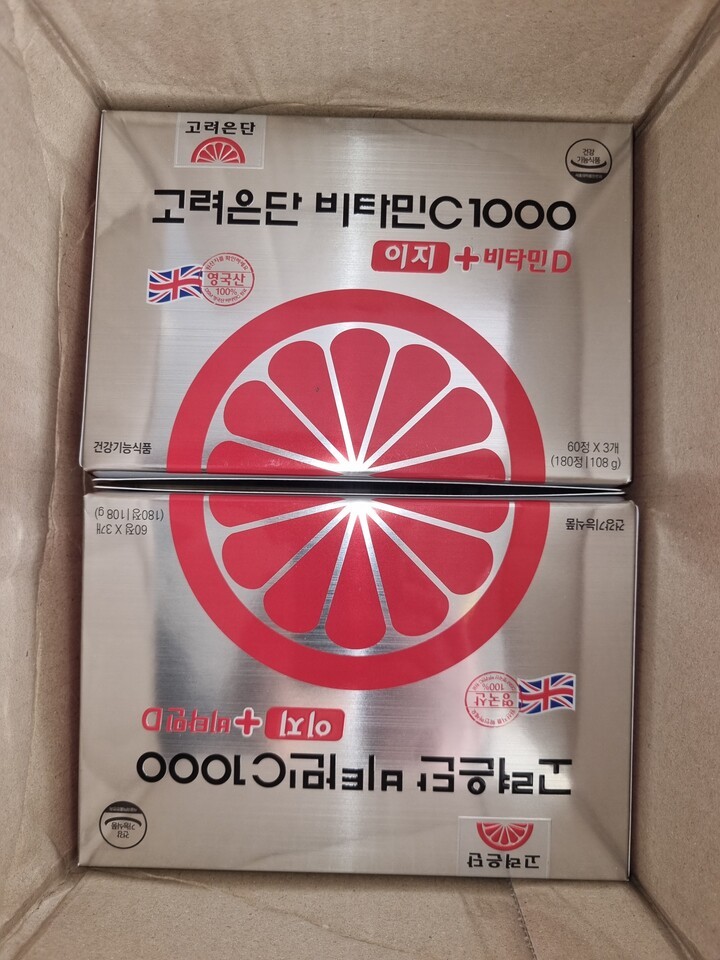 고려은단
건강
기능식품
고려은단 비타민C1000
이지+비타민D
영국산
100%
건강기능식품
60정 X 3개
(180정|108 g)
60정 X 3개
(180정|108 g)
건강기능식품
영국산
100%
이지+비타민D
고려은단 비타민C1000
건강
기능식품
고려은단